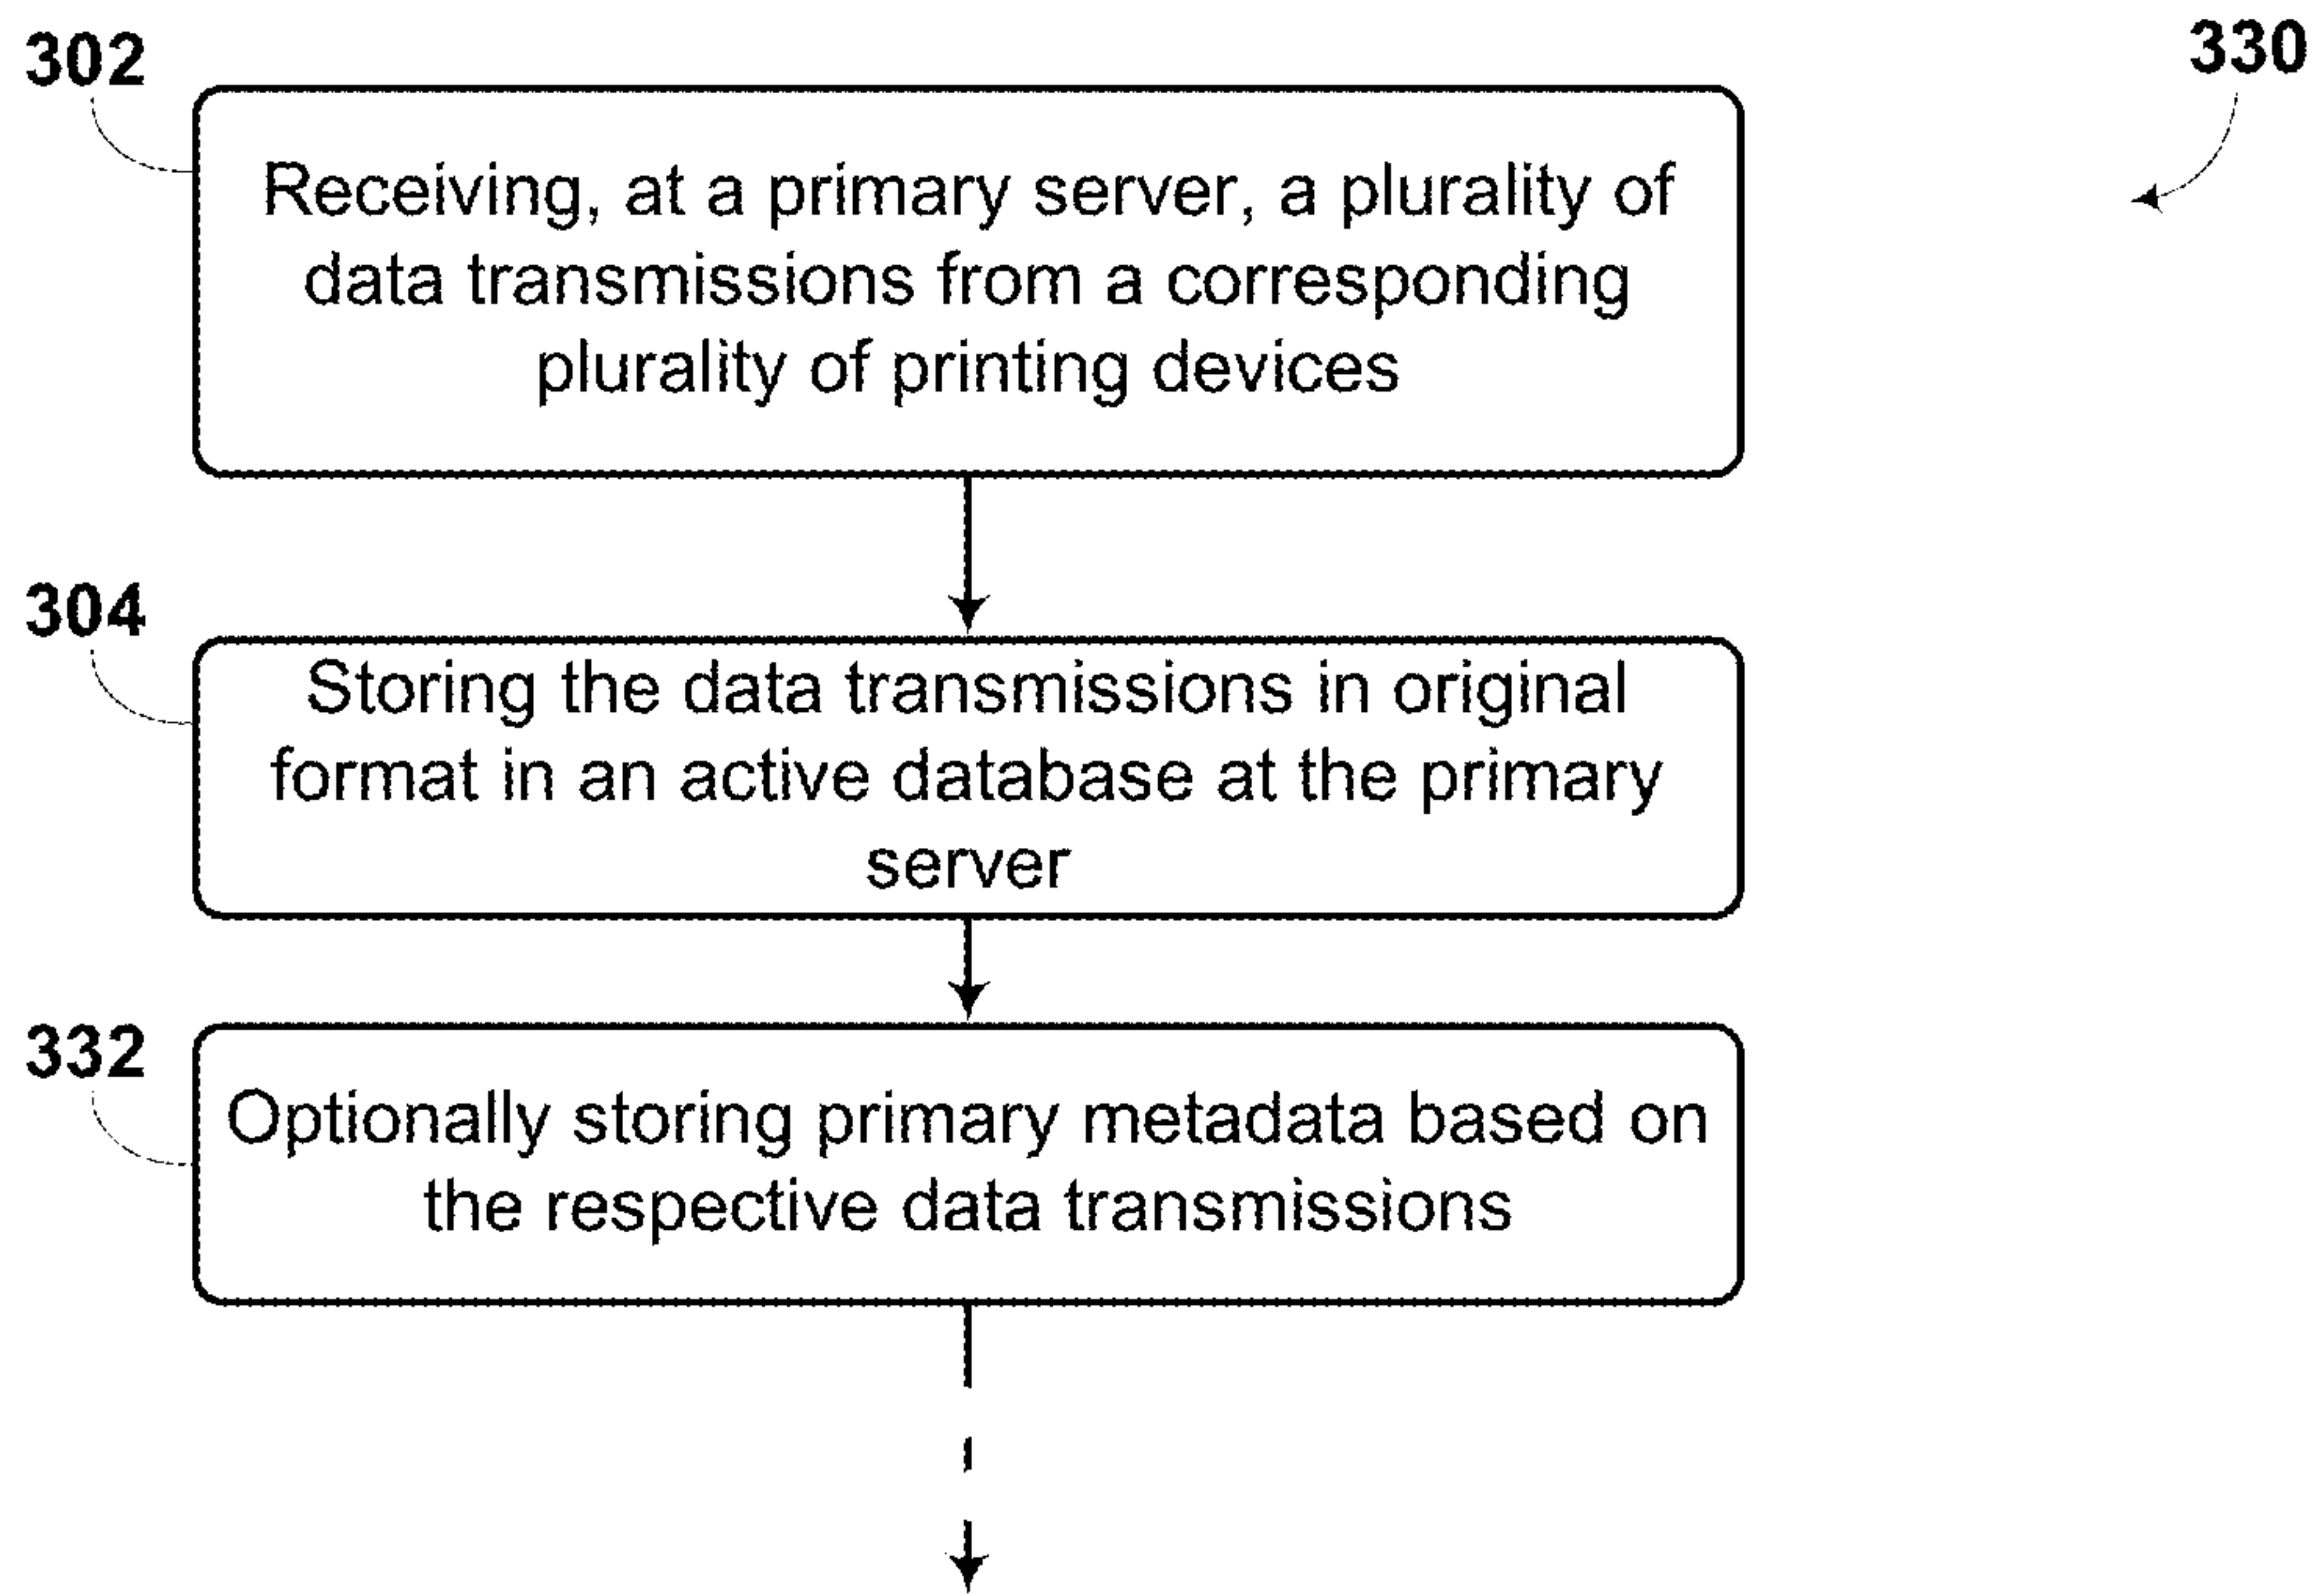 302
330
Receiving, at a primary server, a plurality of
data transmissions from a corresponding
plurality of printing devices
304
Storing the data transmissions in original
format in an active database at the primary
server
332
Optionally storing primary metadata based on
the respective data transmissions